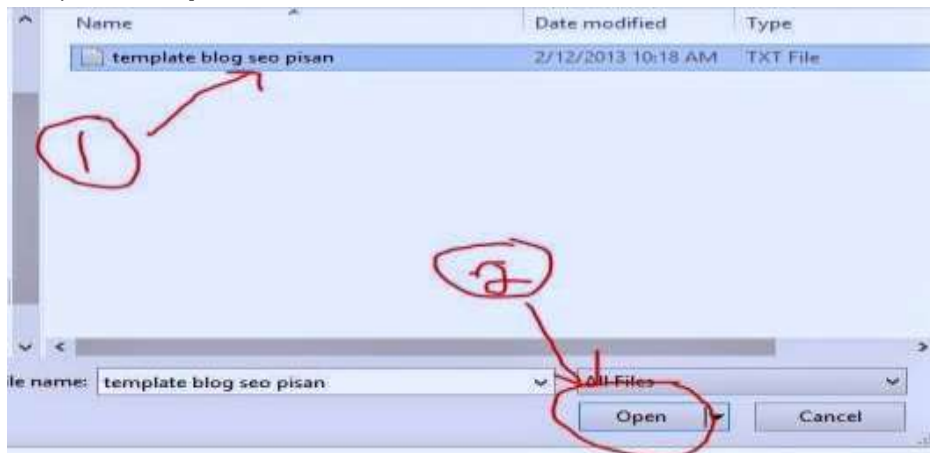 Name Date modified Type
template blog seo pisan 2/12/2013 10:18 AM TXT File
1
2
le name: template blog seo pisan All Files
Open Cancel